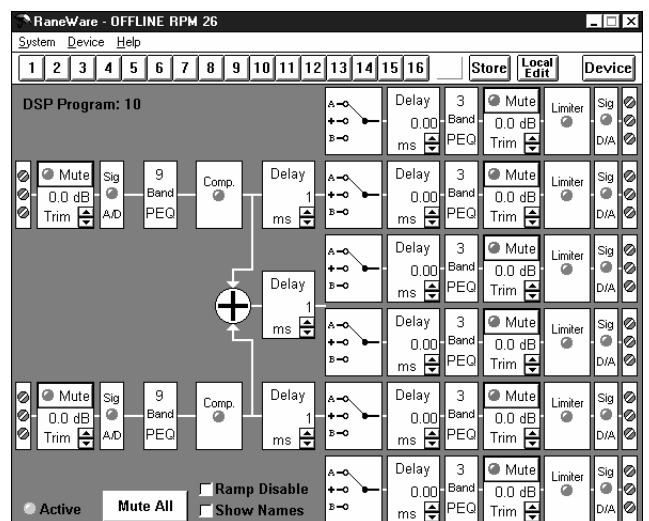 RaneWare - OFFLINE RPM 26
System Device Help
1 2 3 4 5 6 7 8 9 10 11 12 13 14 15 16 Store Local Edit Device
DSP Program: 10
A + B Delay 0.00 ms 3 Band PEQ Mute 0.0 dB Trim Limiter Sig D/A
Mute 0.0 dB Trim Sig A/D 9 Band PEQ Comp. Delay 1 ms A + B Delay 0.00 ms 3 Band PEQ Mute 0.0 dB Trim Limiter Sig D/A
A + B Delay 0.00 ms 3 Band PEQ Mute 0.0 dB Trim Limiter Sig D/A
+ Delay 1 ms
A + B Delay 0.00 ms 3 Band PEQ Mute 0.0 dB Trim Limiter Sig D/A
Mute 0.0 dB Trim Sig A/D 9 Band PEQ Comp. Delay 1 ms A + B Delay 0.00 ms 3 Band PEQ Mute 0.0 dB Trim Limiter Sig D/A
A + B Delay 0.00 ms 3 Band PEQ Mute 0.0 dB Trim Limiter Sig D/A
Active Mute All Ramp Disable
Show Names